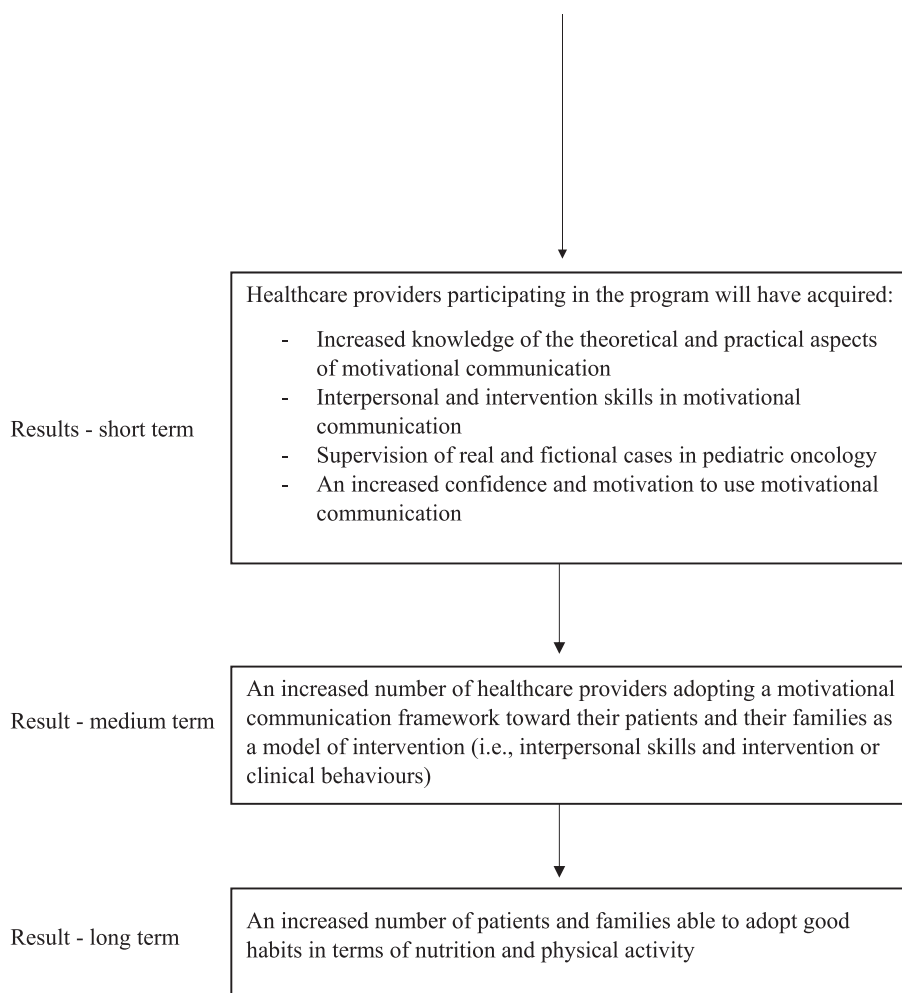 Healthcare providers participating in the program will have acquired:
- Increased knowledge of the theoretical and practical aspects
of motivational communication
- Interpersonal and intervention skills in motivational
communication
Results - short term
- Supervision of real and fictional cases in pediatric oncology
- An increased confidence and motivation to use motivational
communication
An increased number of healthcare providers adopting a motivational
Result - medium term
communication framework toward their patients and their families as
a model of intervention (i.e., interpersonal skills and intervention or
clinical behaviours)
Result - long term
An increased number of patients and families able to adopt good
habits in terms of nutrition and physical activity